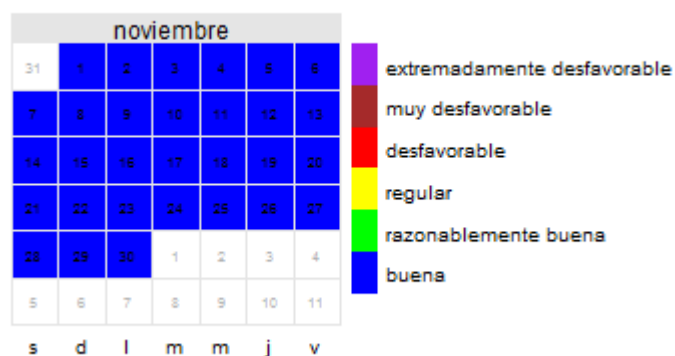 noviembre
31 1 2 3 4 5 6
7 8 9 10 11 12 13
14 15 16 17 18 19 20
21 22 23 24 25 26 27
28 29 30 1 2 3 4
5 6 7 8 9 10 11
s d l m m j v
extremadamente desfavorable
muy desfavorable
desfavorable
regular
razonablemente buena
buena